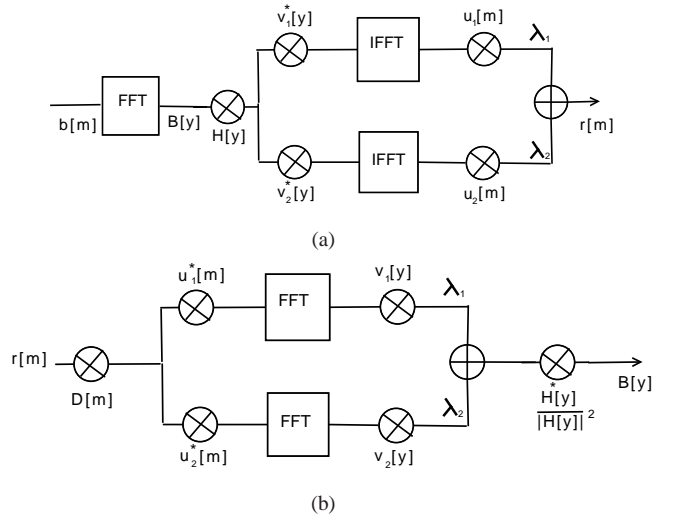 v₁*[y]
IFFT
u₁[m]
λ₁
FFT
b[m]
B[y]
H[y]
r[m]
IFFT
λ₂
v₂*[y]
u₂[m]
(a)
u₁*[m]
FFT
v₁[y]
λ₁
r[m]
D[m]
B[y]
H*[y]
|H[y]|²
FFT
λ₂
u₂*[m]
v₂[y]
(b)